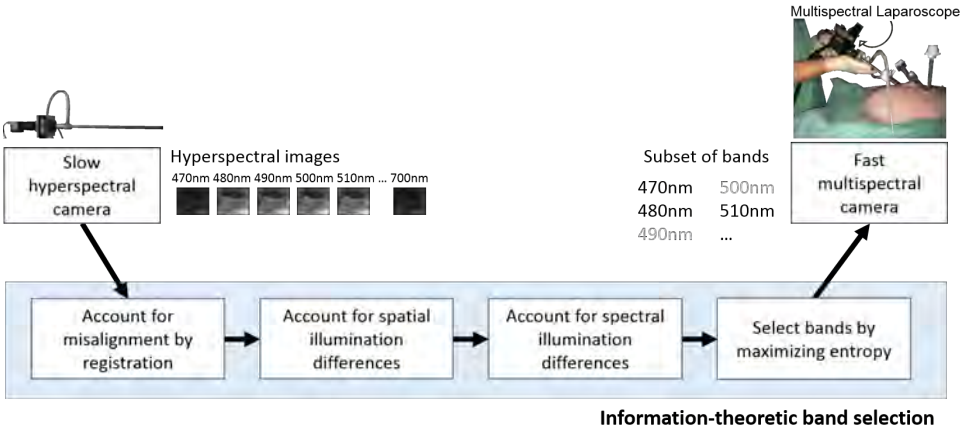 Multispectral Laparoscope
Slow
hyperspectral
camera
Hyperspectral images
470nm 480nm 490nm 500nm 510nm ... 700nm
Subset of bands
470nm 500nm
480nm 510nm
490nm ...
Fast
multispectral
camera
Account for
misalignment by
registration
Account for spatial
illumination
differences
Account for spectral
illumination
differences
Select bands by
maximizing entropy
Information-theoretic band selection